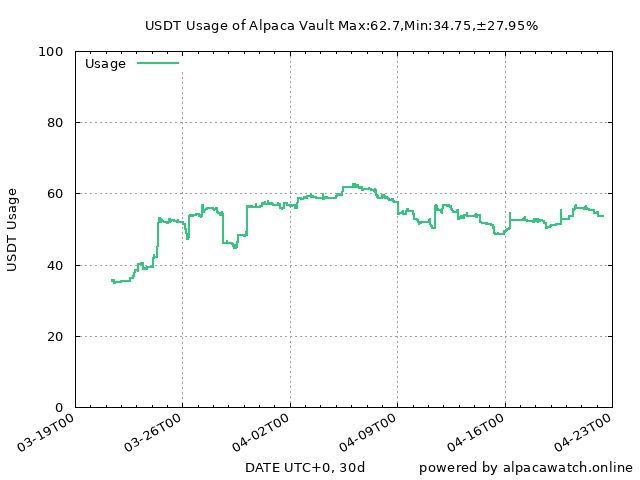 USDT Usage of Alpaca Vault Max:62.7,Min:34.75,±27.95%
100
Usage
80
60
USDT Usage
40
20
0
03-19T00
03-26T00
04-02T00
04-09T00
04-16T00
04-23T00
DATE UTC+0, 30d
powered by alpacawatch.online